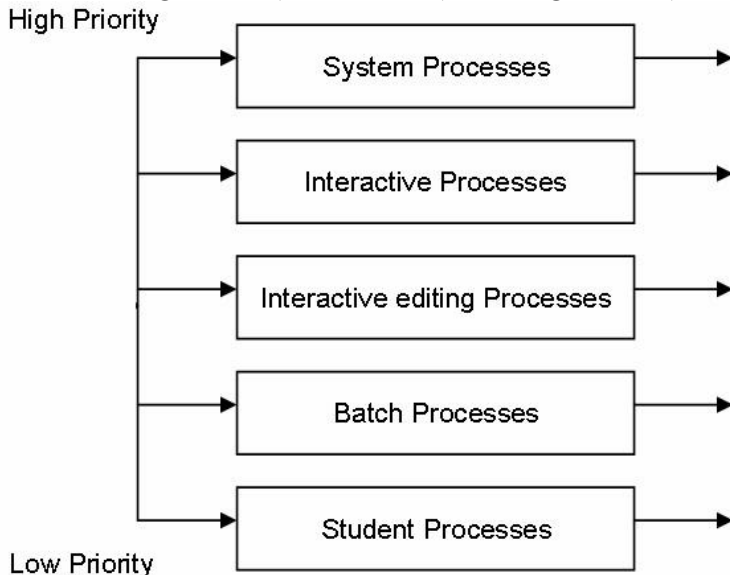 High Priority
System Processes
Interactive Processes
Interactive editing Processes
Batch Processes
Student Processes
Low Priority